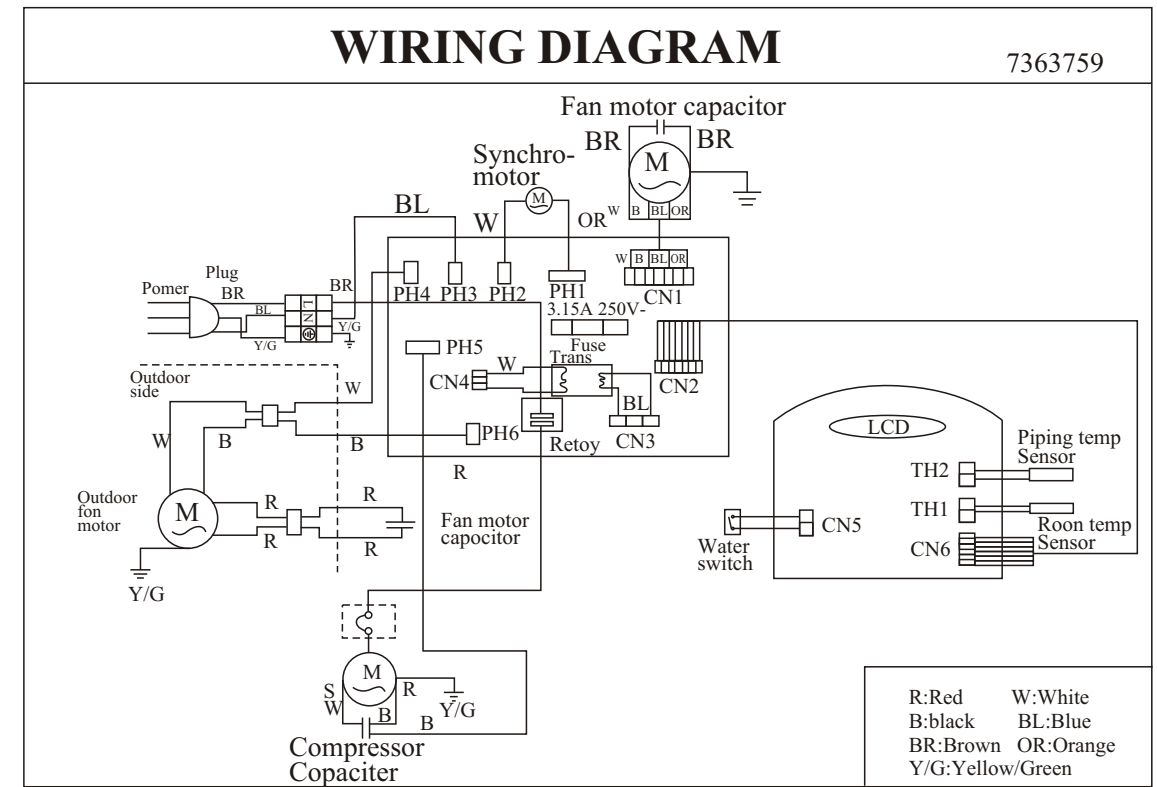 WIRING DIAGRAM
7363759
Fan motor capacitor
BR
BR
M
Synchro-
motor
M
BL
W
OR
W
B
BL
OR
W
B
BL
OR
CN1
Plug
Pomer
BR
BL
Y/G
L
N
BR
Y/G
PH4
PH3
PH2
PH1
3.15A 250V-
Fuse
PH5
Trans
W
CN4
BL
CN3
CN2
Retoy
PH6
R
Outdoor
side
W
B
W
B
Outdoor
fon
motor
M
R
R
R
R
Y/G
Fan motor
capocitor
M
S
W
R
B
B
Y/G
Compressor
Copaciter
LCD
TH2
Piping temp
Sensor
TH1
Roon temp
Sensor
CN5
CN6
Water
switch
R:Red
W:White
B:black
BL:Blue
BR:Brown
OR:Orange
Y/G:Yellow/Green